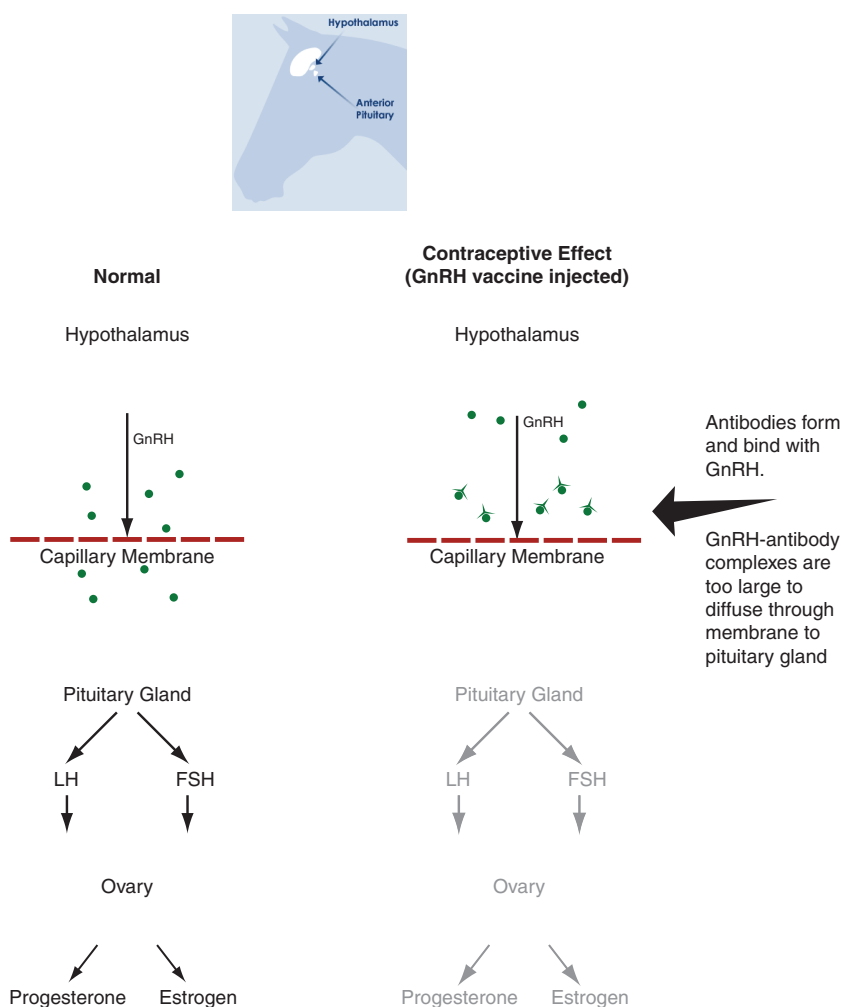 Hypothalamus
Anterior
Pituitary
Normal
Hypothalamus
GnRH
Capillary Membrane
Pituitary Gland
LH
FSH
Ovary
Progesterone
Estrogen
Contraceptive Effect
(GnRH vaccine injected)
Hypothalamus
GnRH
Capillary Membrane
Pituitary Gland
LH
FSH
Ovary
Progesterone
Estrogen
Antibodies form
and bind with
GnRH.
GnRH-antibody
complexes are
too large to
diffuse through
membrane to
pituitary gland